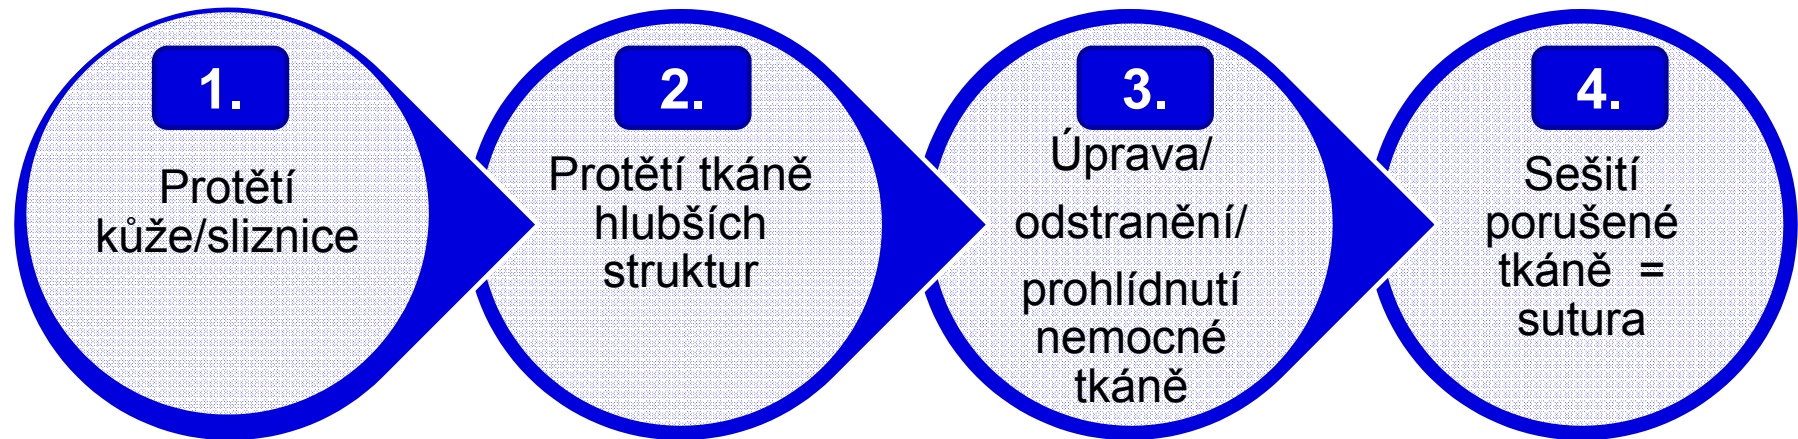 1.
Protětí
kůže/sliznice
2.
Protětí tkáně
hlubších
struktur
3.
Úprava/
odstranění/
prohlídnutí
nemocné
tkáně
4.
Sešití
porušené
tkáně =
sutura